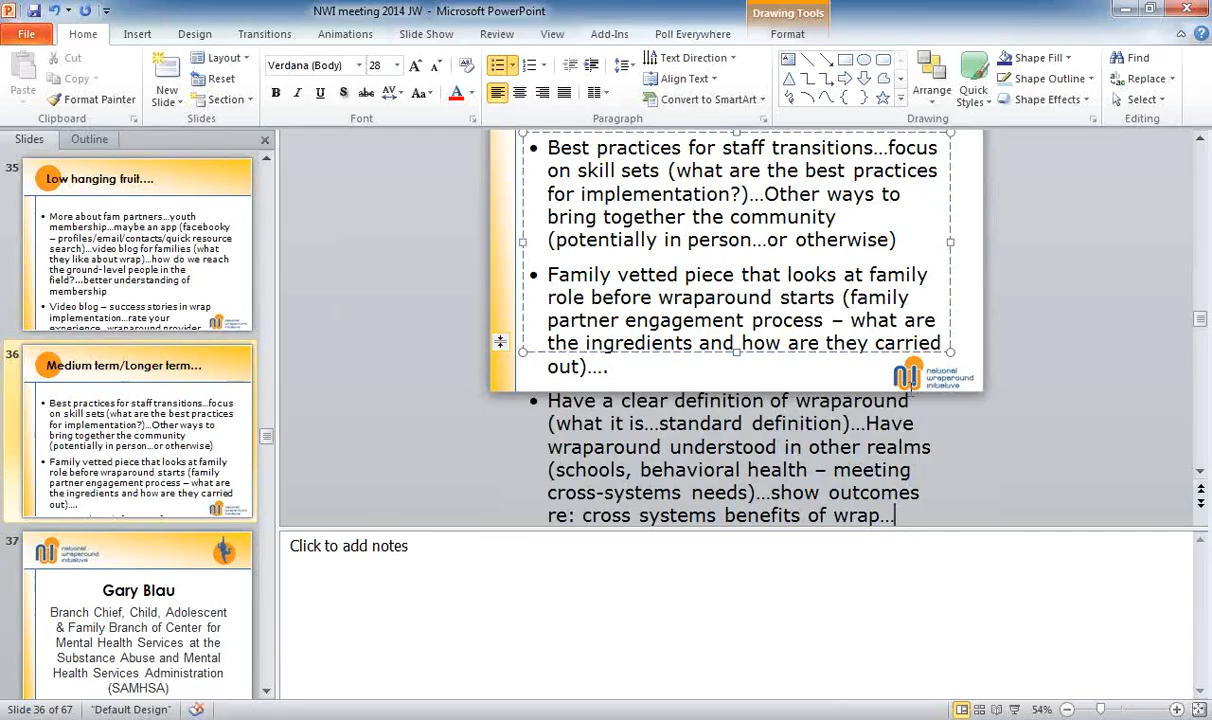 NWI meeting 2014 JW - Microsoft PowerPoint
Drawing Tools
File Home Insert Design Transitions Animations Slide Show Review View Add-Ins Poll Everywhere Format
Paste
Cut
Copy
Format Painter
Clipboard
New
Slide
Layout
Reset
Section
Slides
Verdana (Body) 28
B I U S abc AV Aa A
Font
Text Direction
Align Text
Convert to SmartArt
Paragraph
Arrange
Quick
Styles
Shape Fill
Shape Outline
Shape Effects
Drawing
Find
Replace
Select
Editing
Slides Outline
35
Low hanging fruit....
• More about fam partners...youth
membership...maybe an app (facebooky
– profiles/email/contacts/quick resource
search)...video blog for families (what
they like about wrap)...how do we reach
the ground-level people in the
field?...better understanding of
membership
• Video blog – success stories in wrap
implementation...rate your
experience, wraparound provider
36
Medium term/Longer term...
• Best practices for staff transitions...focus
on skill sets (what are the best practices
for implementation?)...Other ways to
bring together the community
(potentially in person...or otherwise)
• Family vetted piece that looks at family
role before wraparound starts (family
partner engagement process – what are
the ingredients and how are they carried
out)....
37
national
wraparound
initiative
Gary Blau
Branch Chief, Child, Adolescent
& Family Branch of Center for
Mental Health Services at the
Substance Abuse and Mental
Health Services Administration
(SAMHSA)
• Best practices for staff transitions...focus
on skill sets (what are the best practices
for implementation?)...Other ways to
bring together the community
(potentially in person...or otherwise)
• Family vetted piece that looks at family
role before wraparound starts (family
partner engagement process – what are
the ingredients and how are they carried
out)....
national
wraparound
initiative
• Have a clear definition of wraparound
(what it is...standard definition)...Have
wraparound understood in other realms
(schools, behavioral health – meeting
cross-systems needs)...show outcomes
re: cross systems benefits of wrap...
Click to add notes
Slide 36 of 67 "Default Design" 54%